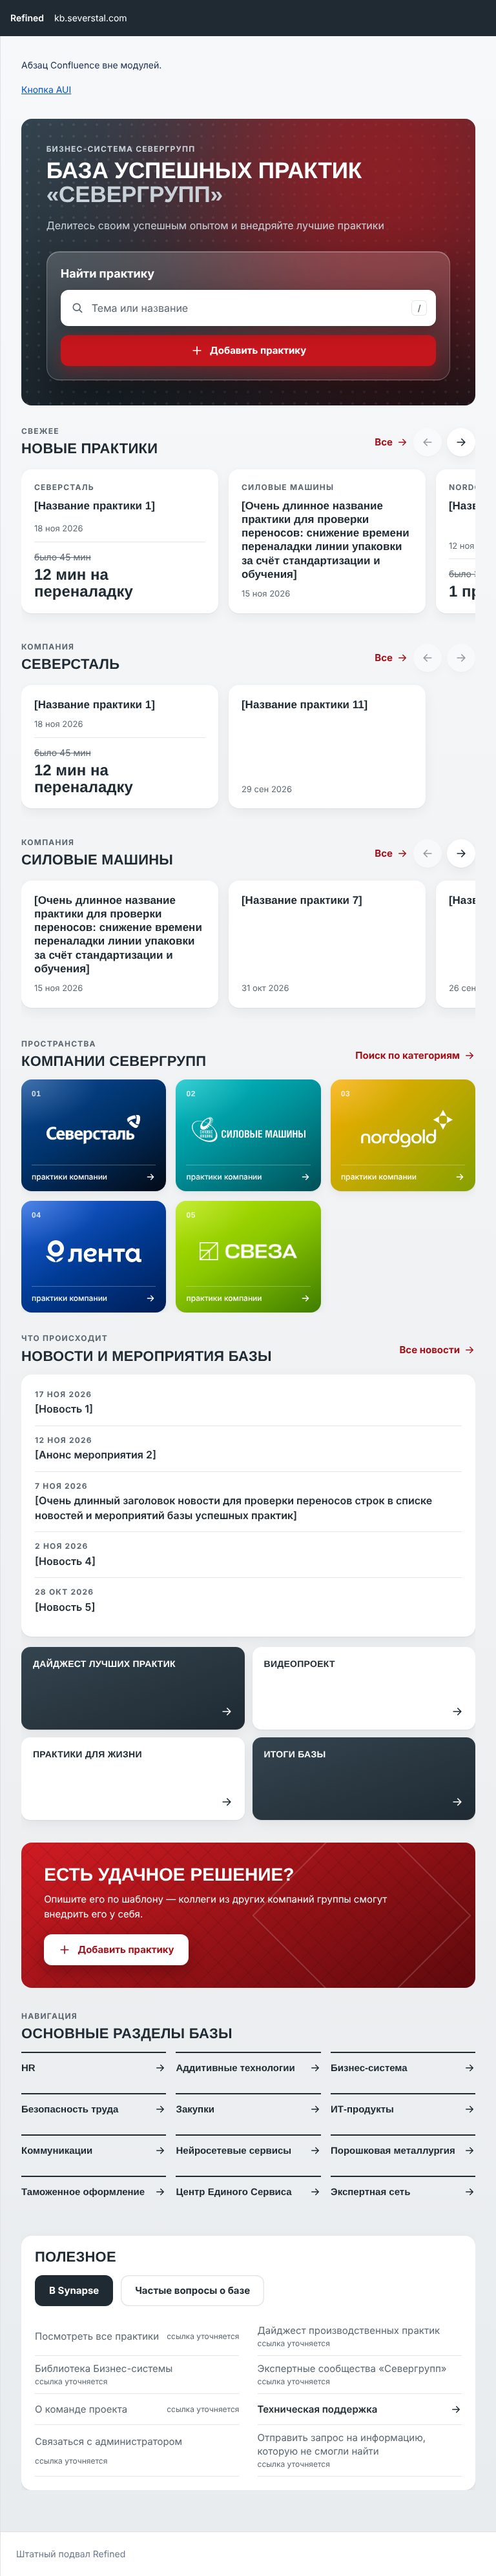 Refined kb.severstal.com
Абзац Confluence вне модулей.
Кнопка AUI
БИЗНЕС-СИСТЕМА СЕВЕРГРУПП
БАЗА УСПЕШНЫХ ПРАКТИК
«СЕВЕРГРУПП»
Делитесь своим успешным опытом и внедряйте лучшие практики
Найти практику
Тема или название /
+ Добавить практику
СВЕЖЕЕ
НОВЫЕ ПРАКТИКИ
Все → ← →
СЕВЕРСТАЛЬ
[Название практики 1]
18 ноя 2026
было 45 мин
12 мин на
переналадку
СИЛОВЫЕ МАШИНЫ
[Очень длинное название
практики для проверки
переносов: снижение времени
переналадки линии упаковки
за счёт стандартизации и
обучения]
15 ноя 2026
12 ноя
1 п
КОМПАНИЯ
СЕВЕРСТАЛЬ
Все → ← →
[Название практики 1]
18 ноя 2026
было 45 мин
12 мин на
переналадку
[Название практики 11]
29 сен 2026
КОМПАНИЯ
СИЛОВЫЕ МАШИНЫ
Все → ← →
[Очень длинное название
практики для проверки
переносов: снижение времени
переналадки линии упаковки
за счёт стандартизации и
обучения]
15 ноя 2026
[Название практики 7]
31 окт 2026
[Назв
26 сен
ПРОСТРАНСТВА
КОМПАНИИ СЕВЕРГРУПП
Поиск по категориям →
01
Северсталь
практики компании →
02
СИЛОВЫЕ МАШИНЫ
практики компании →
03
nordgold
практики компании →
04
лента
практики компании →
05
СВЕЗА
практики компании →
ЧТО ПРОИСХОДИТ
НОВОСТИ И МЕРОПРИЯТИЯ БАЗЫ
Все новости →
17 НОЯ 2026
[Новость 1]
12 НОЯ 2026
[Анонс мероприятия 2]
7 НОЯ 2026
[Очень длинный заголовок новости для проверки переносов строк в списке
новостей и мероприятий базы успешных практик]
2 НОЯ 2026
[Новость 4]
28 ОКТ 2026
[Новость 5]
ДАЙДЖЕСТ ЛУЧШИХ ПРАКТИК
→
ВИДЕОПРОЕКТ
→
ПРАКТИКИ ДЛЯ ЖИЗНИ
→
ИТОГИ БАЗЫ
→
ЕСТЬ УДАЧНОЕ РЕШЕНИЕ?
Опишите его по шаблону — коллеги из других компаний группы смогут
внедрить его у себя.
+ Добавить практику
НАВИГАЦИЯ
ОСНОВНЫЕ РАЗДЕЛЫ БАЗЫ
HR →
Аддитивные технологии →
Бизнес-система →
Безопасность труда →
Закупки →
ИТ-продукты →
Коммуникации →
Нейросетевые сервисы →
Порошковая металлургия →
Таможенное оформление →
Центр Единого Сервиса →
Экспертная сеть →
ПОЛЕЗНОЕ
В Synapse
Частые вопросы о базе
Посмотреть все практики ссылка уточняется
Дайджест производственных практик
ссылка уточняется
Библиотека Бизнес-системы
ссылка уточняется
Экспертные сообщества «Севергрупп»
ссылка уточняется
О команде проекта ссылка уточняется
Техническая поддержка →
Связаться с администратором
ссылка уточняется
Отправить запрос на информацию,
которую не смогли найти
ссылка уточняется
Штатный подвал Refined